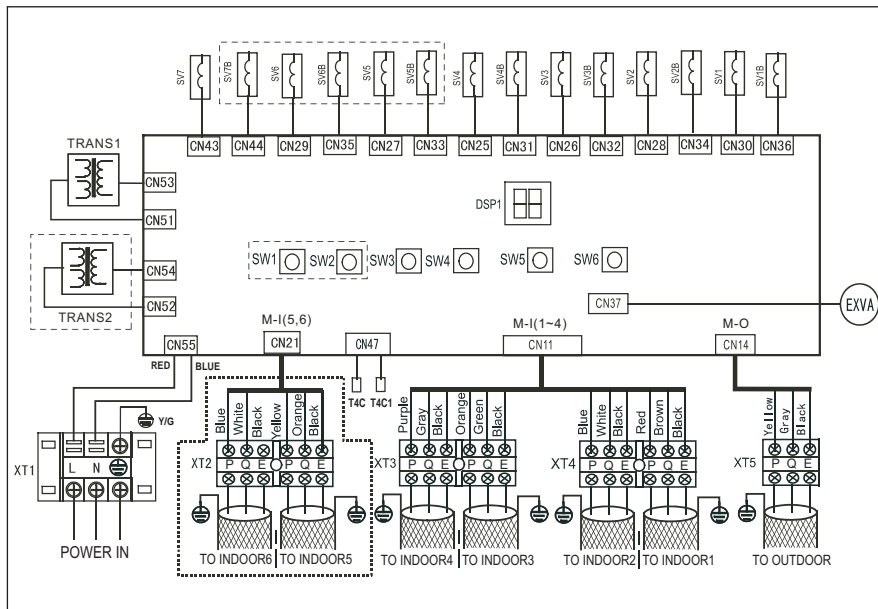 SV7 SV7B SV6 SV6B SV5 SV5B SV4 SV4B SV3 SV3B SV2 SV2B SV1 SV1B
CN43 CN44 CN29 CN35 CN27 CN33 CN25 CN31 CN26 CN32 CN28 CN34 CN30 CN36
TRANS1
CN53
CN51
DSP1
CN54
CN52
TRANS2
SW1 SW2 SW3 SW4 SW5 SW6
CN37
EXVA
M-I(5,6) M-I(1~4) M-O
CN55 CN21 CN47 CN11 CN14
RED BLUE
T4C T4C1
Y/G
Blue White Black Yellow Orange Black
Purple Gray Black Orange Green Black
Blue White Black Red Brown Black
Yellow Gray Black
XT1 L N
XT2 P Q E P Q E
XT3 P Q E P Q E
XT4 P Q E P Q E
XT5 P Q E
POWER IN
TO INDOOR6 TO INDOOR5 TO INDOOR4 TO INDOOR3 TO INDOOR2 TO INDOOR1 TO OUTDOOR